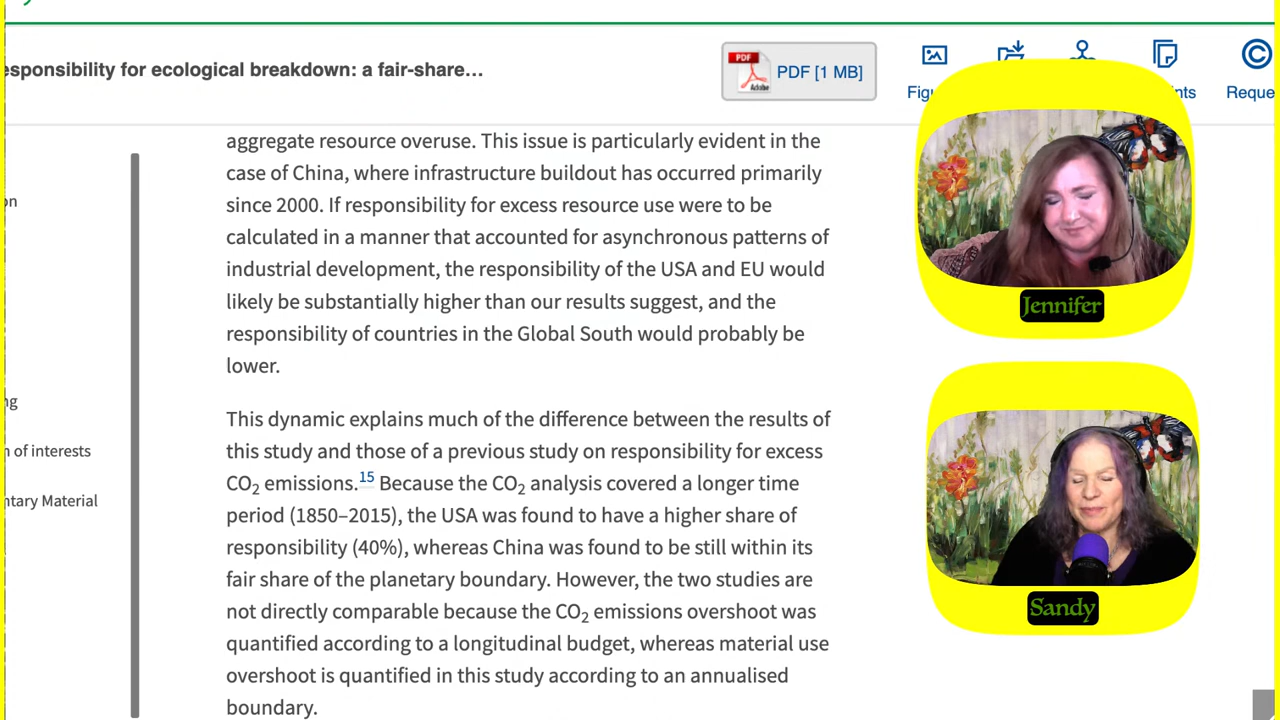 esponsibility for ecological breakdown: a fair-share…
PDF
Adobe
PDF [1 MB]
Figu
nts
Reque
on
ng
n of interests
ntary Material
aggregate resource overuse. This issue is particularly evident in the
case of China, where infrastructure buildout has occurred primarily
since 2000. If responsibility for excess resource use were to be
calculated in a manner that accounted for asynchronous patterns of
industrial development, the responsibility of the USA and EU would
likely be substantially higher than our results suggest, and the
responsibility of countries in the Global South would probably be
lower.
This dynamic explains much of the difference between the results of
this study and those of a previous study on responsibility for excess
CO₂ emissions.¹⁵ Because the CO₂ analysis covered a longer time
period (1850–2015), the USA was found to have a higher share of
responsibility (40%), whereas China was found to be still within its
fair share of the planetary boundary. However, the two studies are
not directly comparable because the CO₂ emissions overshoot was
quantified according to a longitudinal budget, whereas material use
overshoot is quantified in this study according to an annualised
boundary.
Jennifer
Sandy